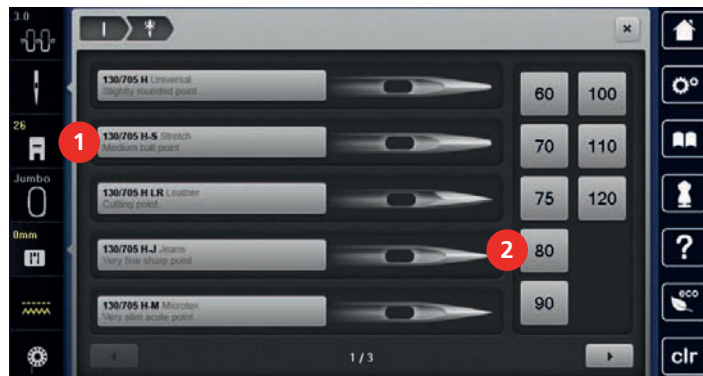 3.0
26
Jumbo
0mm
130/705 H Universal
Slightly rounded point
130/705 H-S Stretch
Medium ball point
130/705 H LR Leather
Cutting point
130/705 H-J Jeans
Very fine sharp point
130/705 H-M Microtex
Very slim acute point
60
100
70
110
75
120
80
90
1
2
1 / 3
?
eco
clr